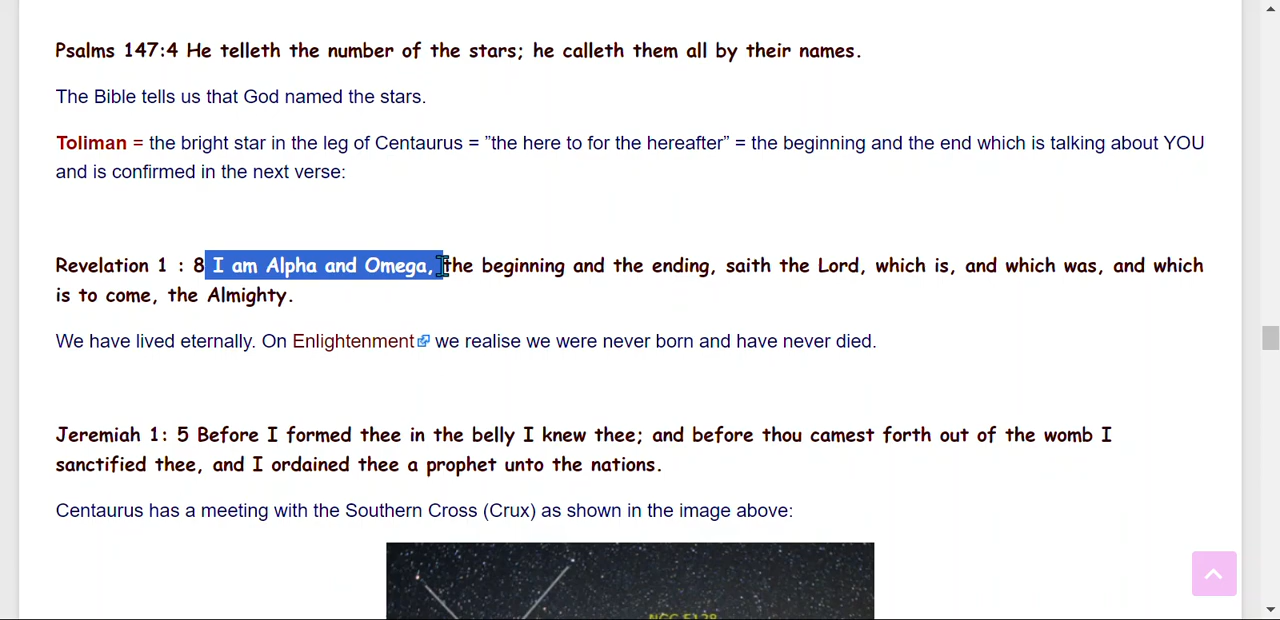 Psalms 147:4 He telleth the number of the stars; he calleth them all by their names.
The Bible tells us that God named the stars.
Toliman = the bright star in the leg of Centaurus = ”the here to for the hereafter” = the beginning and the end which is talking about YOU
and is confirmed in the next verse:
Revelation 1 : 8 I am Alpha and Omega, the beginning and the ending, saith the Lord, which is, and which was, and which
is to come, the Almighty.
We have lived eternally. On Enlightenment we realise we were never born and have never died.
Jeremiah 1: 5 Before I formed thee in the belly I knew thee; and before thou camest forth out of the womb I
sanctified thee, and I ordained thee a prophet unto the nations.
Centaurus has a meeting with the Southern Cross (Crux) as shown in the image above:
NGC 5128